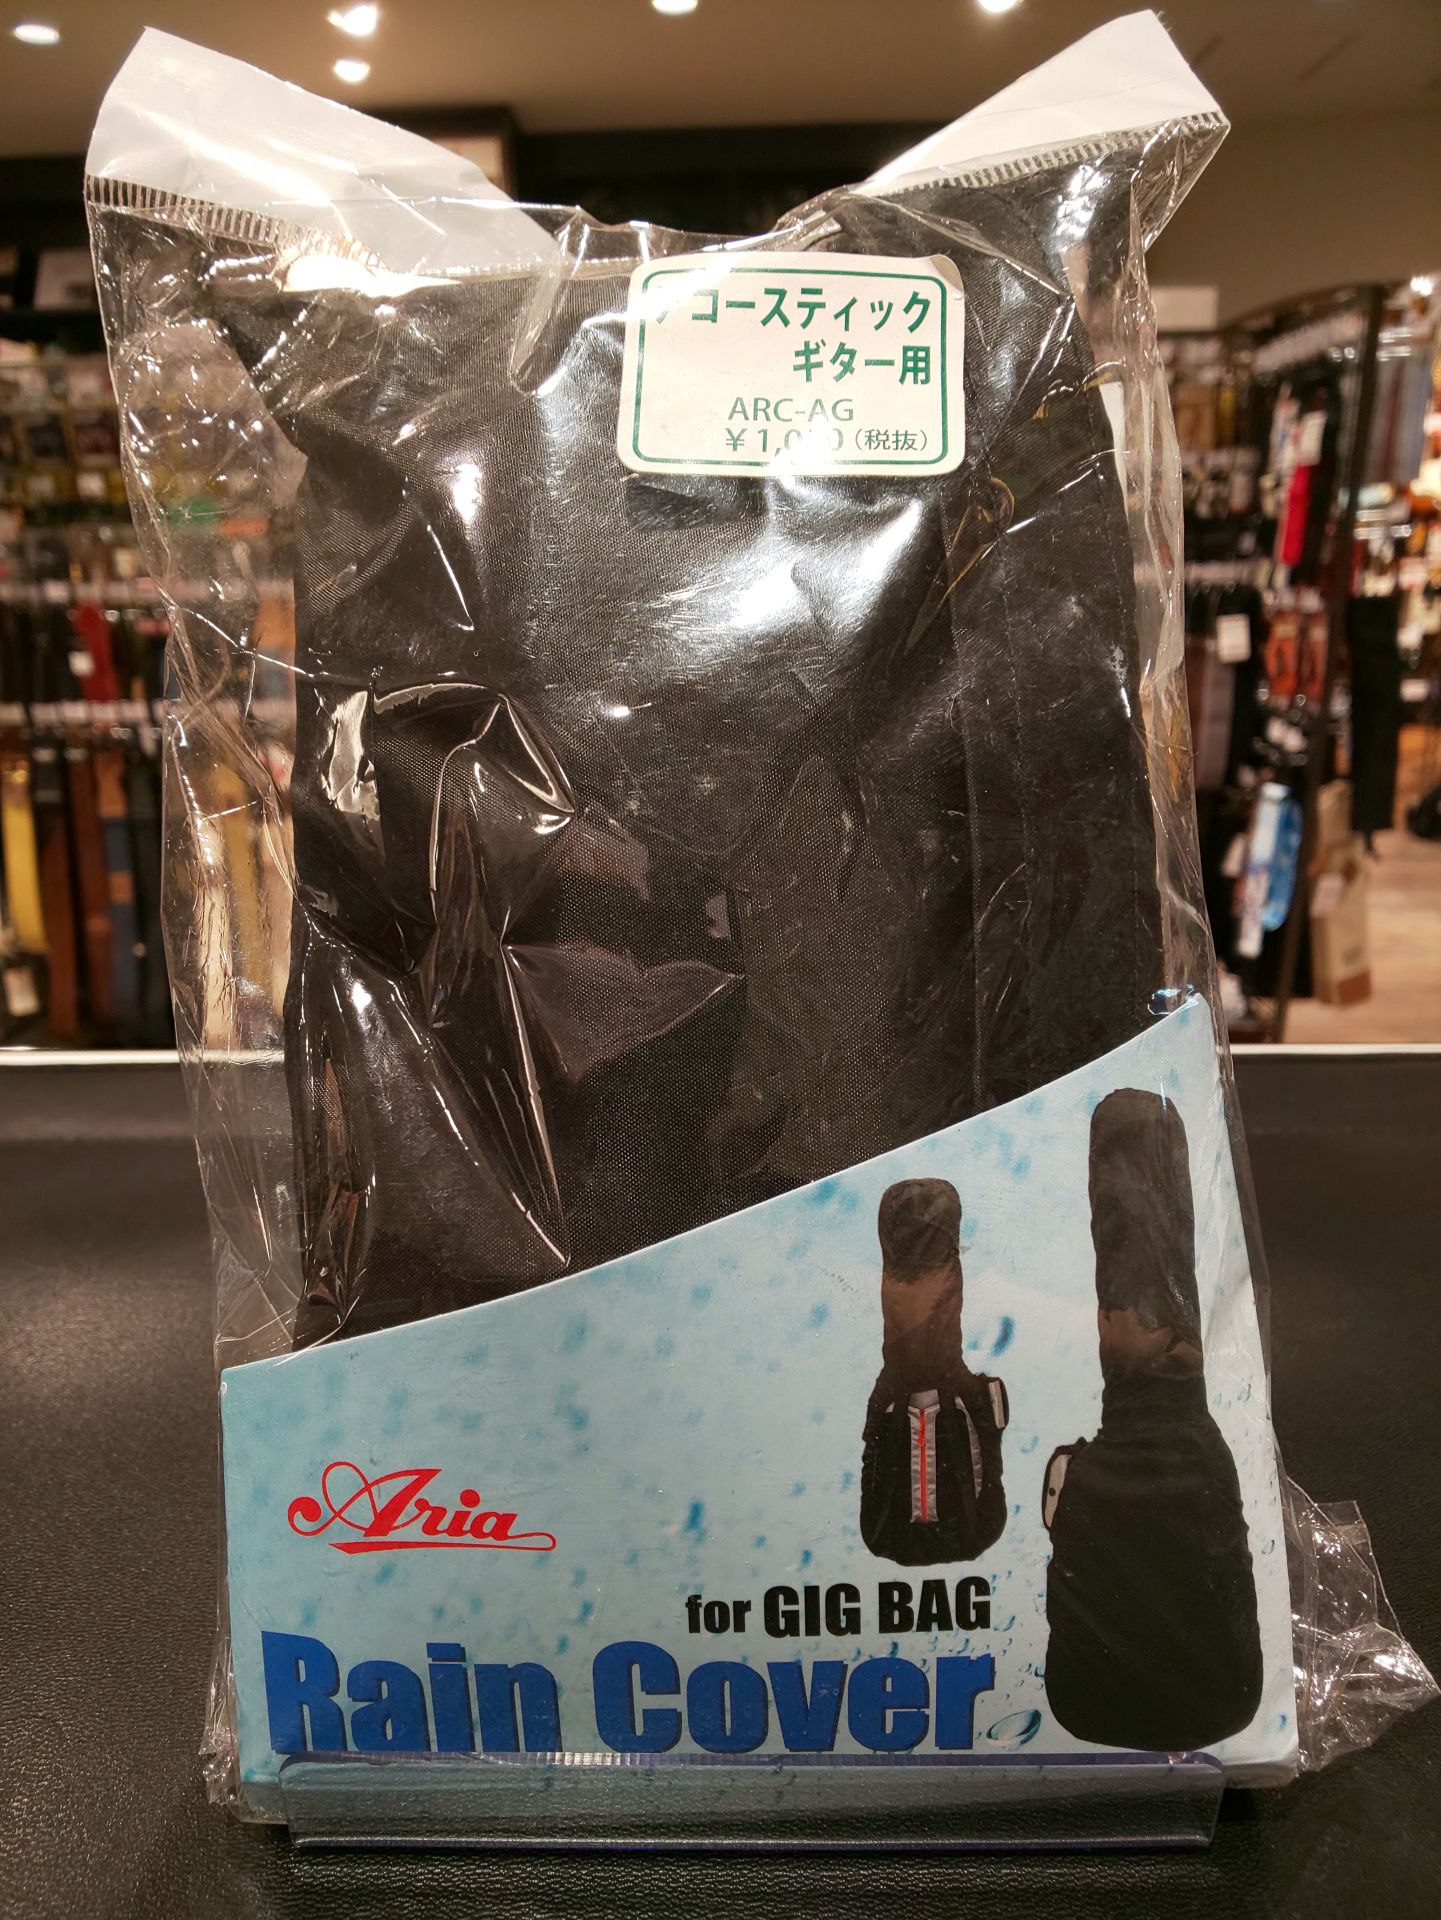 アコースティック
ギター用
ARC-AG
(税抜)
Aria
for GIG BAG
Rain Cover